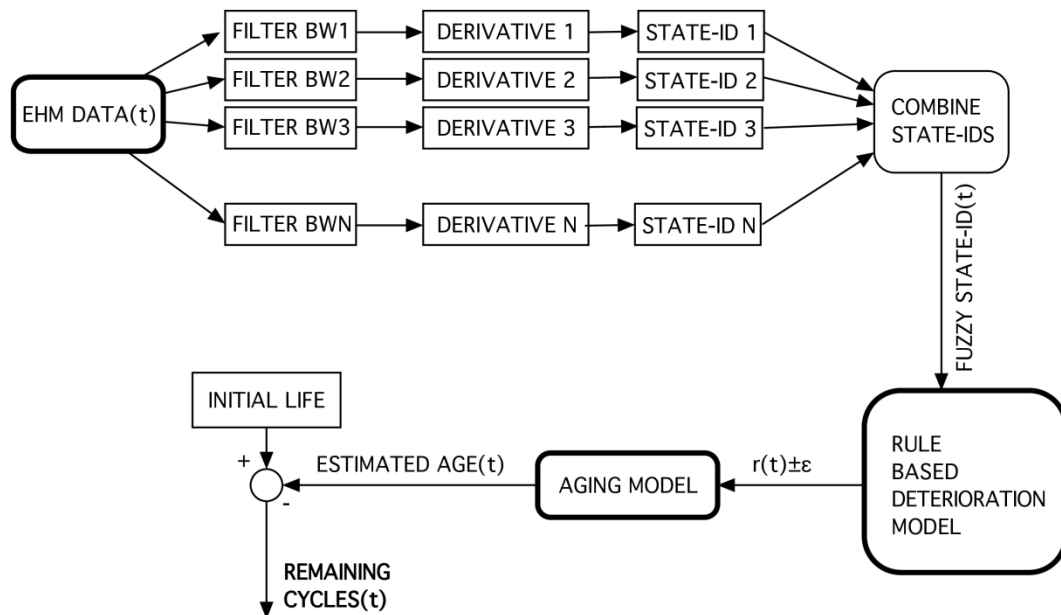 FILTER BW1
DERIVATIVE 1
STATE-ID 1
FILTER BW2
DERIVATIVE 2
STATE-ID 2
EHM DATA(t)
FILTER BW3
DERIVATIVE 3
STATE-ID 3
COMBINE
STATE-IDS
FILTER BWN
DERIVATIVE N
STATE-ID N
FUZZY STATE-ID(t)
RULE
BASED
DETERIORATION
MODEL
r(t)±ε
AGING MODEL
ESTIMATED AGE(t)
INITIAL LIFE
+
-
REMAINING
CYCLES(t)